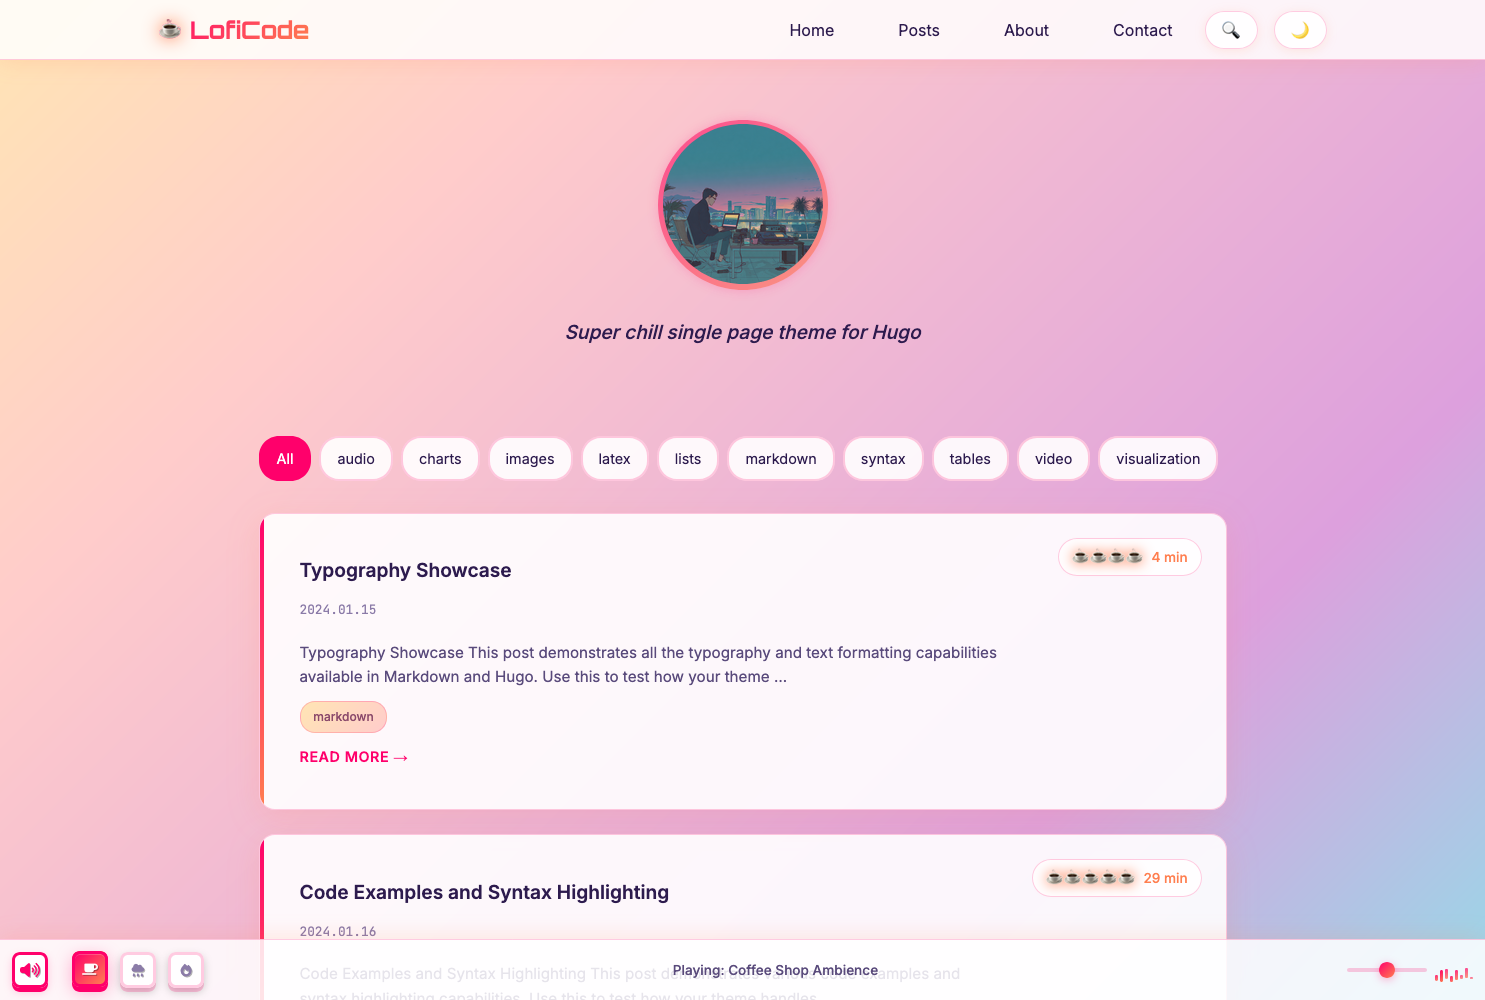 LofiCode
Home
Posts
About
Contact
Super chill single page theme for Hugo
All
audio
charts
images
latex
lists
markdown
syntax
tables
video
visualization
Typography Showcase
4 min
2024.01.15
Typography Showcase This post demonstrates all the typography and text formatting capabilities
available in Markdown and Hugo. Use this to test how your theme ...
markdown
READ MORE →
Code Examples and Syntax Highlighting
29 min
2024.01.16
Code Examples and Syntax Highlighting This post demonstrates various code examples and
syntax highlighting capabilities. Use this to test how your theme handles
Playing: Coffee Shop Ambience